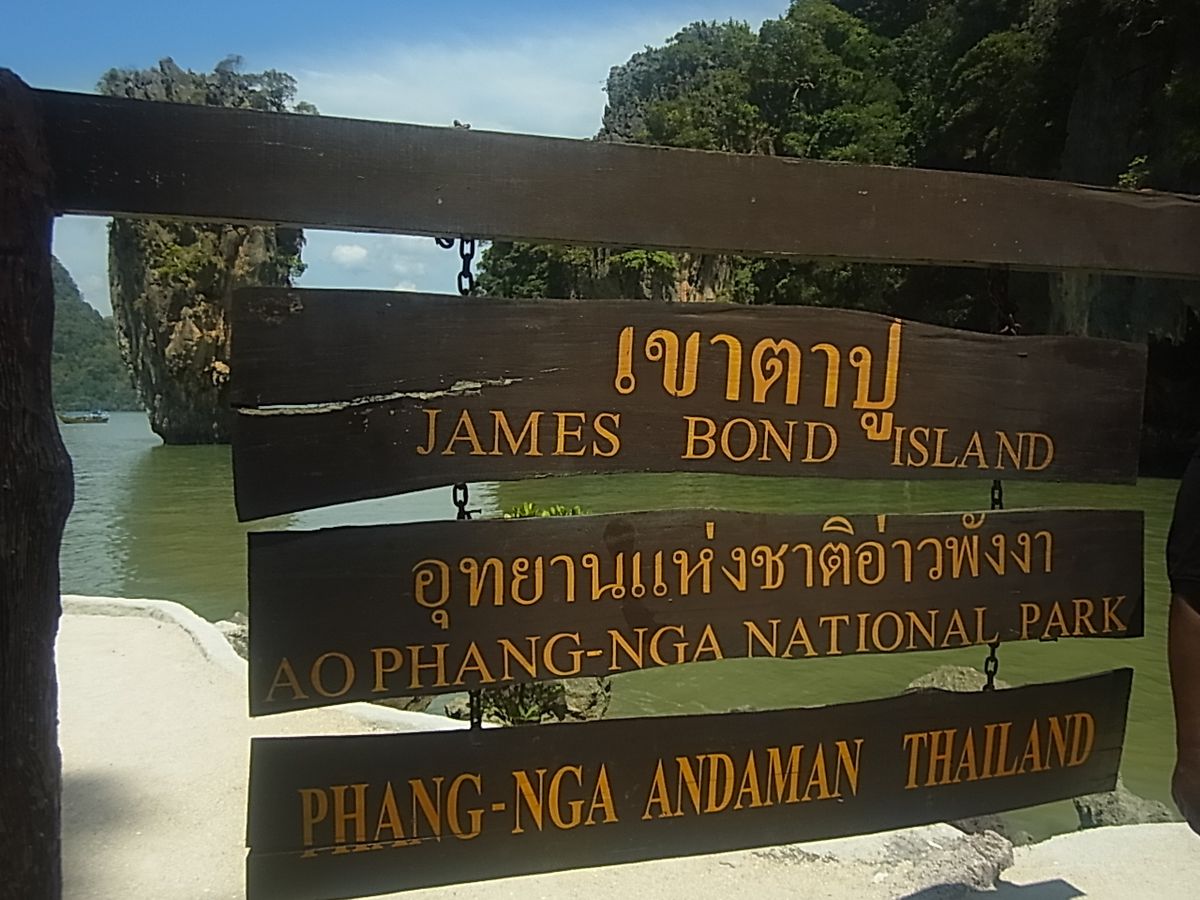 เขาตาปู
JAMES BOND ISLAND
อุทยานแห่งชาติอ่าวพังงา
AO PHANG-NGA NATIONAL PARK
PHANG-NGA ANDAMAN THAILAND